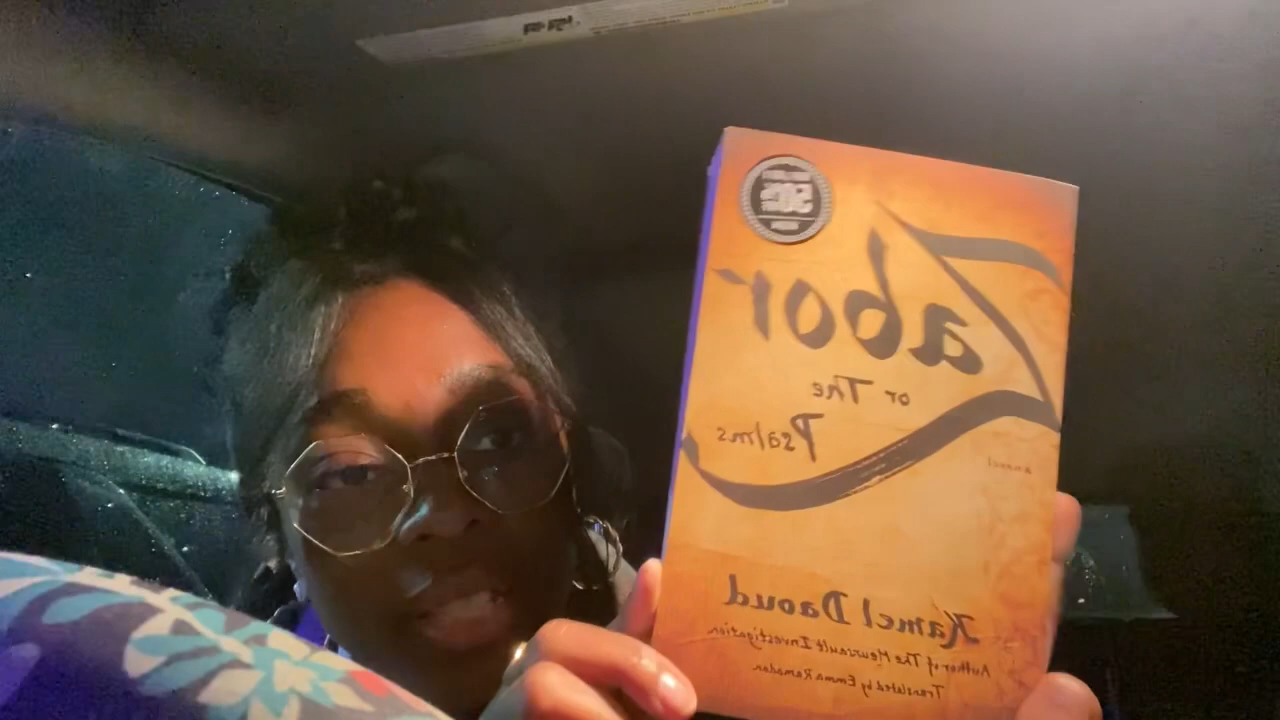 Zabor
or The
Psalms
a novel
Kamel Daoud
Author of The Meursault Investigation
Translated by Emma Ramadan